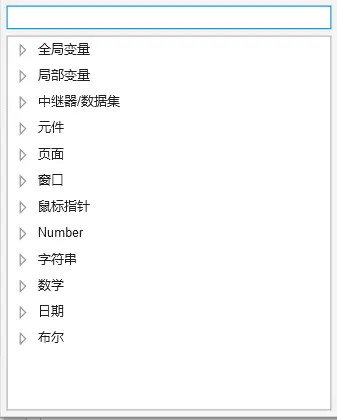 全局变量
局部变量
中继器/数据集
元件
页面
窗口
鼠标指针
Number
字符串
数学
日期
布尔